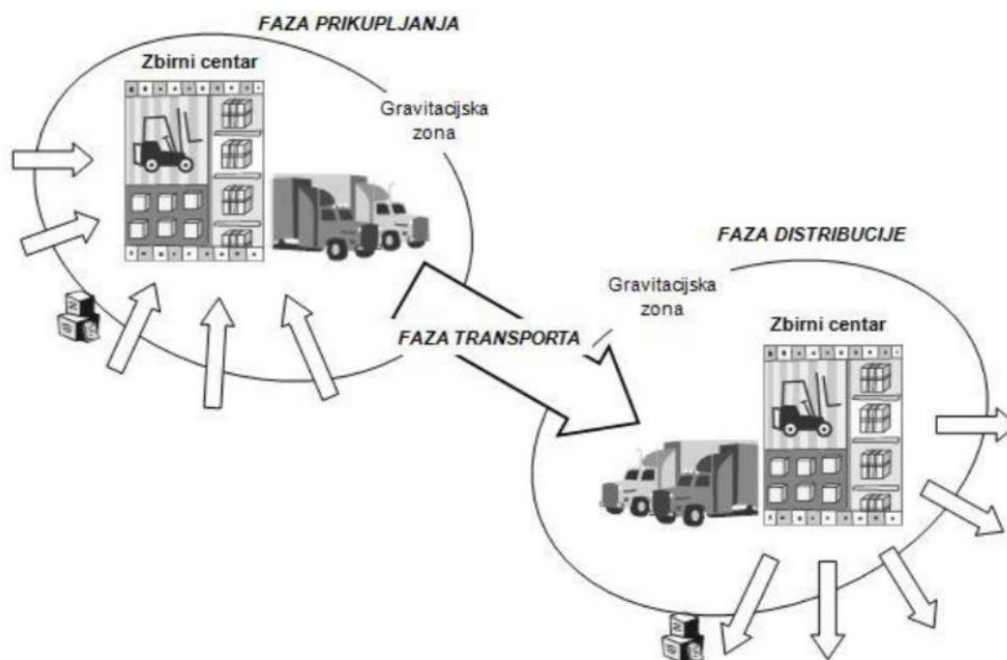 FAZA PRIKUPLJANJA
Zbirni centar
Gravitacijska
zona
FAZA DISTRIBUCIJE
Gravitacijska
zona
Zbirni centar
FAZA TRANSPORTA